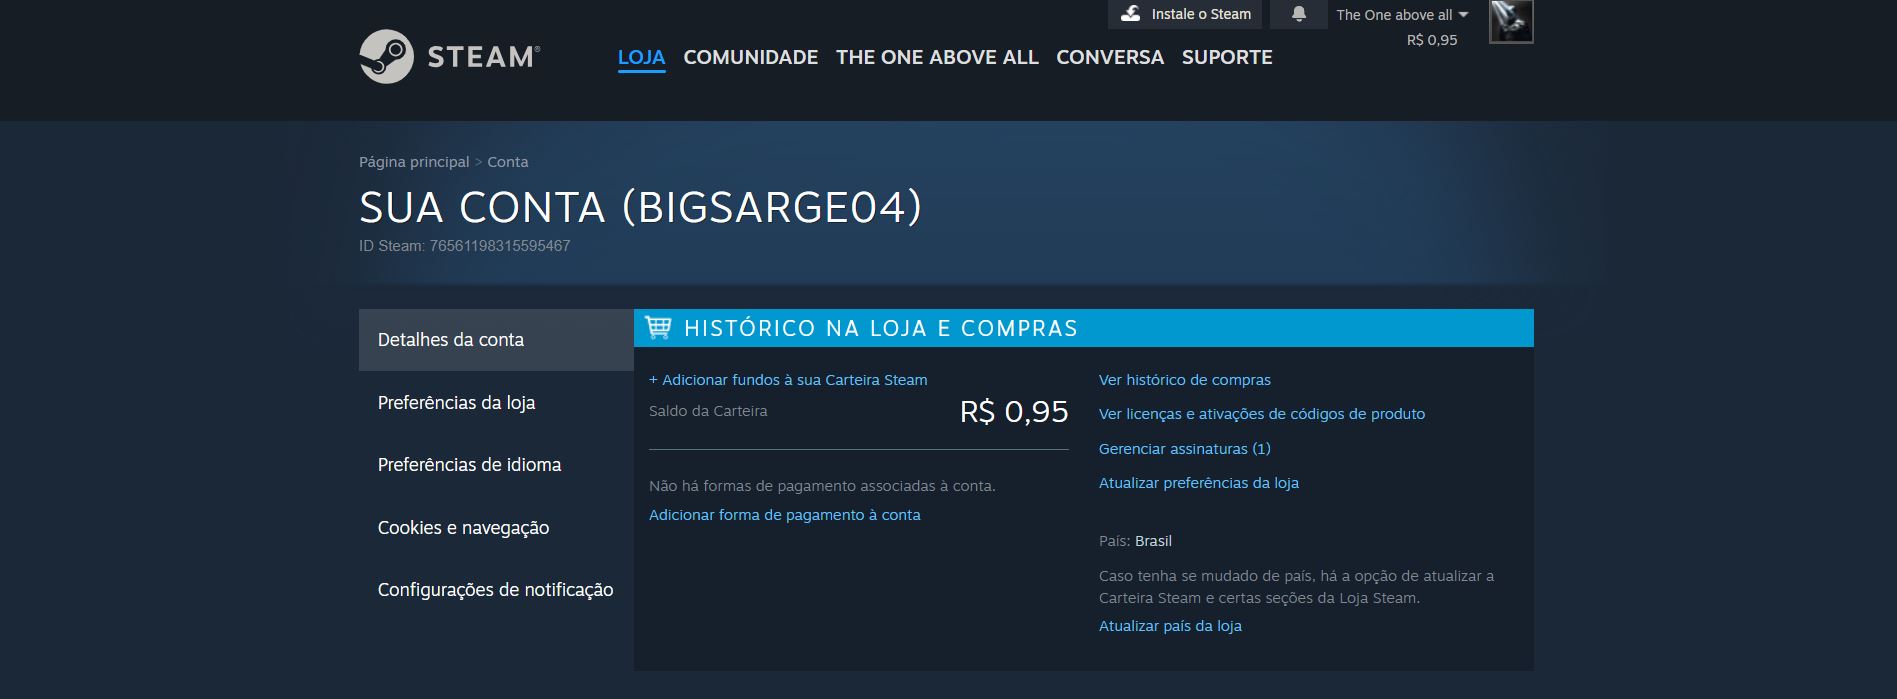 Instale o Steam
The One above all
R$ 0,95
STEAM®
LOJA COMUNIDADE THE ONE ABOVE ALL CONVERSA SUPORTE
Página principal > Conta
SUA CONTA (BIGSARGE04)
ID Steam: 76561198315595467
Detalhes da conta
Preferências da loja
Preferências de idioma
Cookies e navegação
Configurações de notificação
HISTÓRICO NA LOJA E COMPRAS
+ Adicionar fundos à sua Carteira Steam
Saldo da Carteira R$ 0,95
Não há formas de pagamento associadas à conta.
Adicionar forma de pagamento à conta
Ver histórico de compras
Ver licenças e ativações de códigos de produto
Gerenciar assinaturas (1)
Atualizar preferências da loja
País: Brasil
Caso tenha se mudado de país, há a opção de atualizar a
Carteira Steam e certas seções da Loja Steam.
Atualizar país da loja